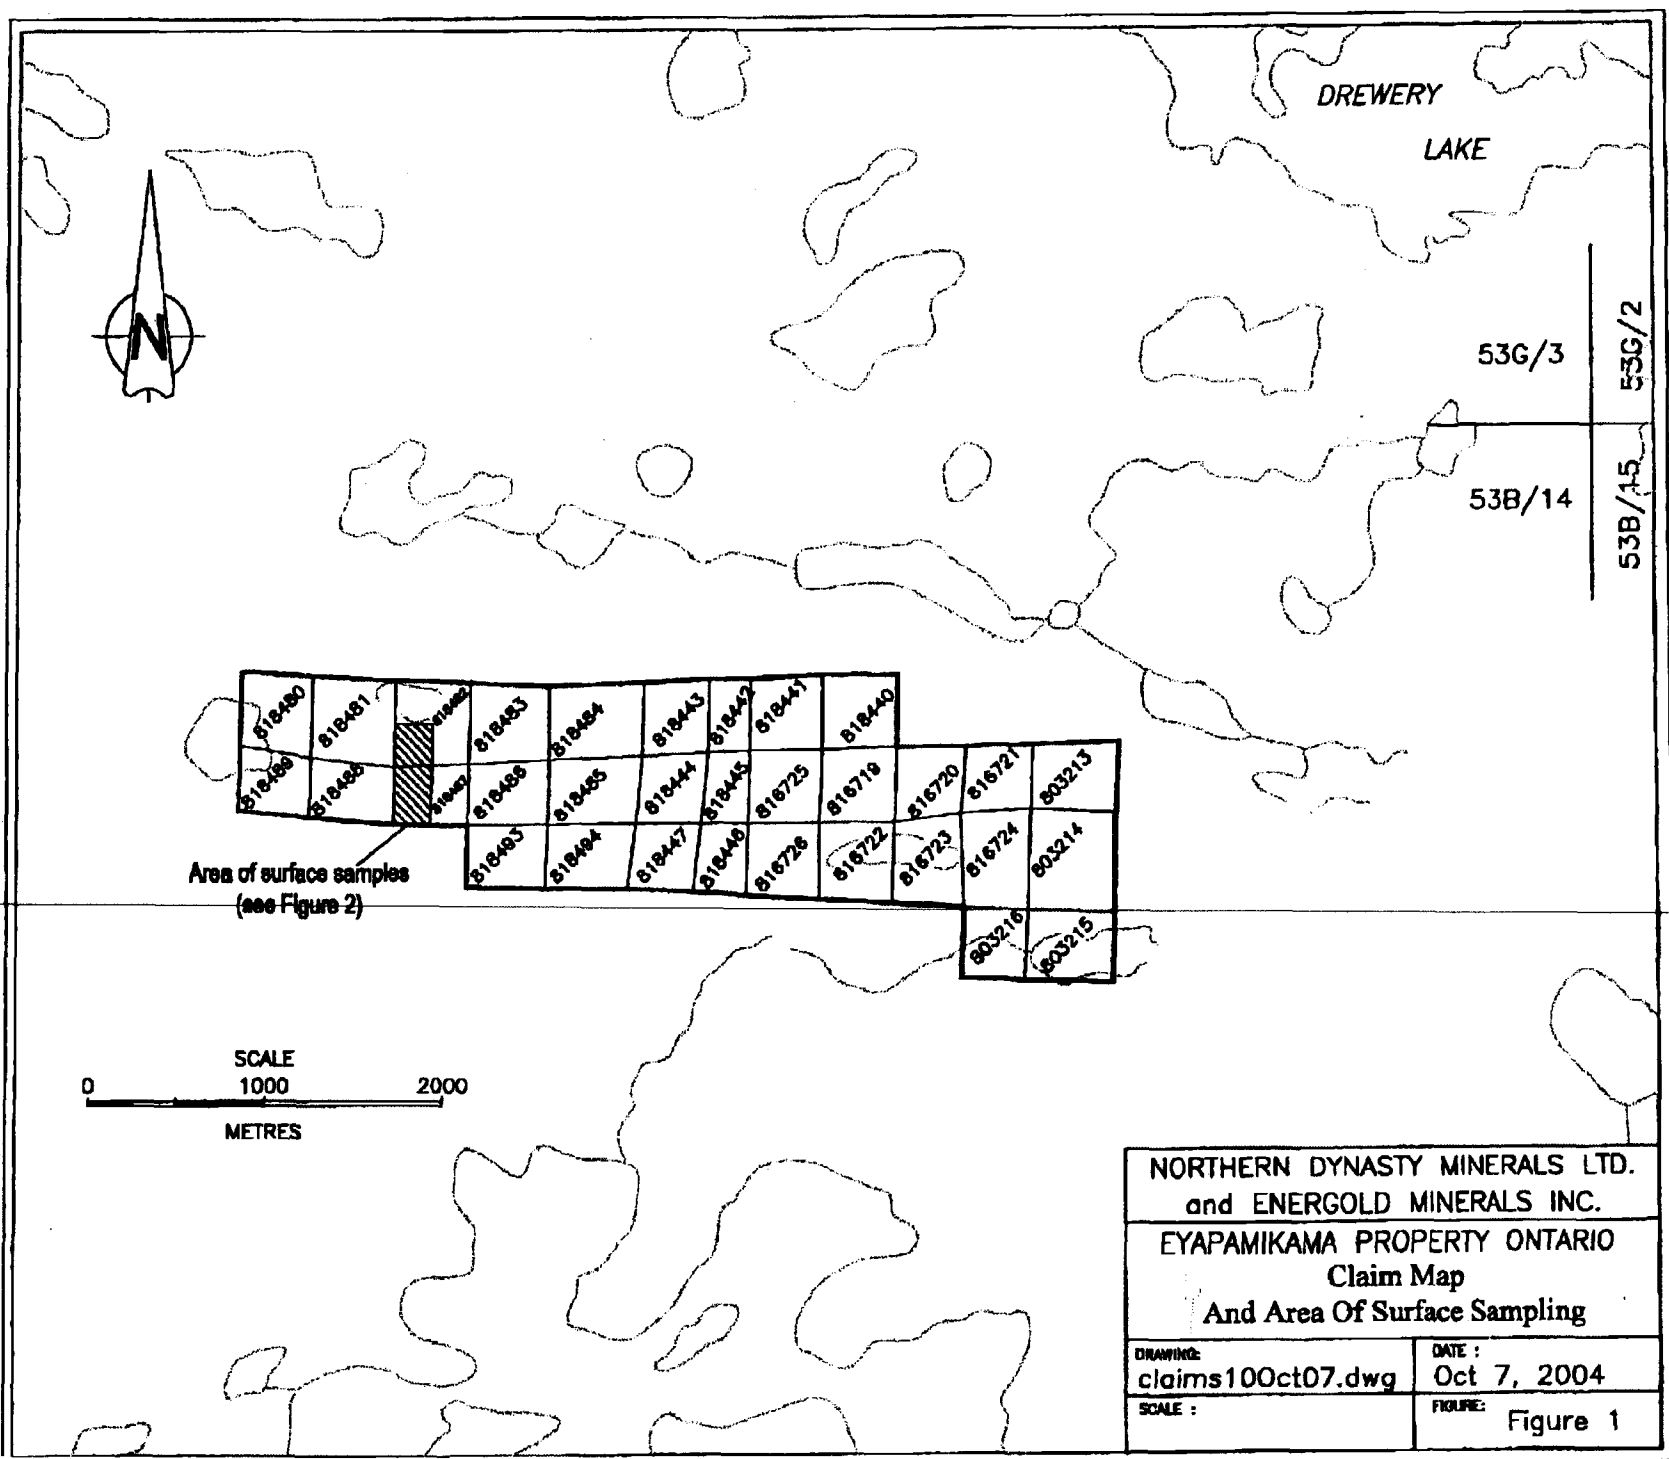 DREWERY
LAKE
N
53G/3
53G/2
53B/14
53B/15
818480
818481
818482
818483
818484
818443
818442
818441
818440
818489
818488
818487
818486
818485
818444
818445
816725
816719
816720
816721
803213
818493
818494
818447
818446
816726
816722
816723
816724
803214
803216
803215
Area of surface samples
(see Figure 2)
SCALE
0 1000 2000
METRES
NORTHERN DYNASTY MINERALS LTD.
and ENERGOLD MINERALS INC.
EYAPAMIKAMA PROPERTY ONTARIO
Claim Map
And Area Of Surface Sampling
DRAWING:
claims10Oct07.dwg
DATE :
Oct 7, 2004
SCALE :
FIGURE:
Figure 1